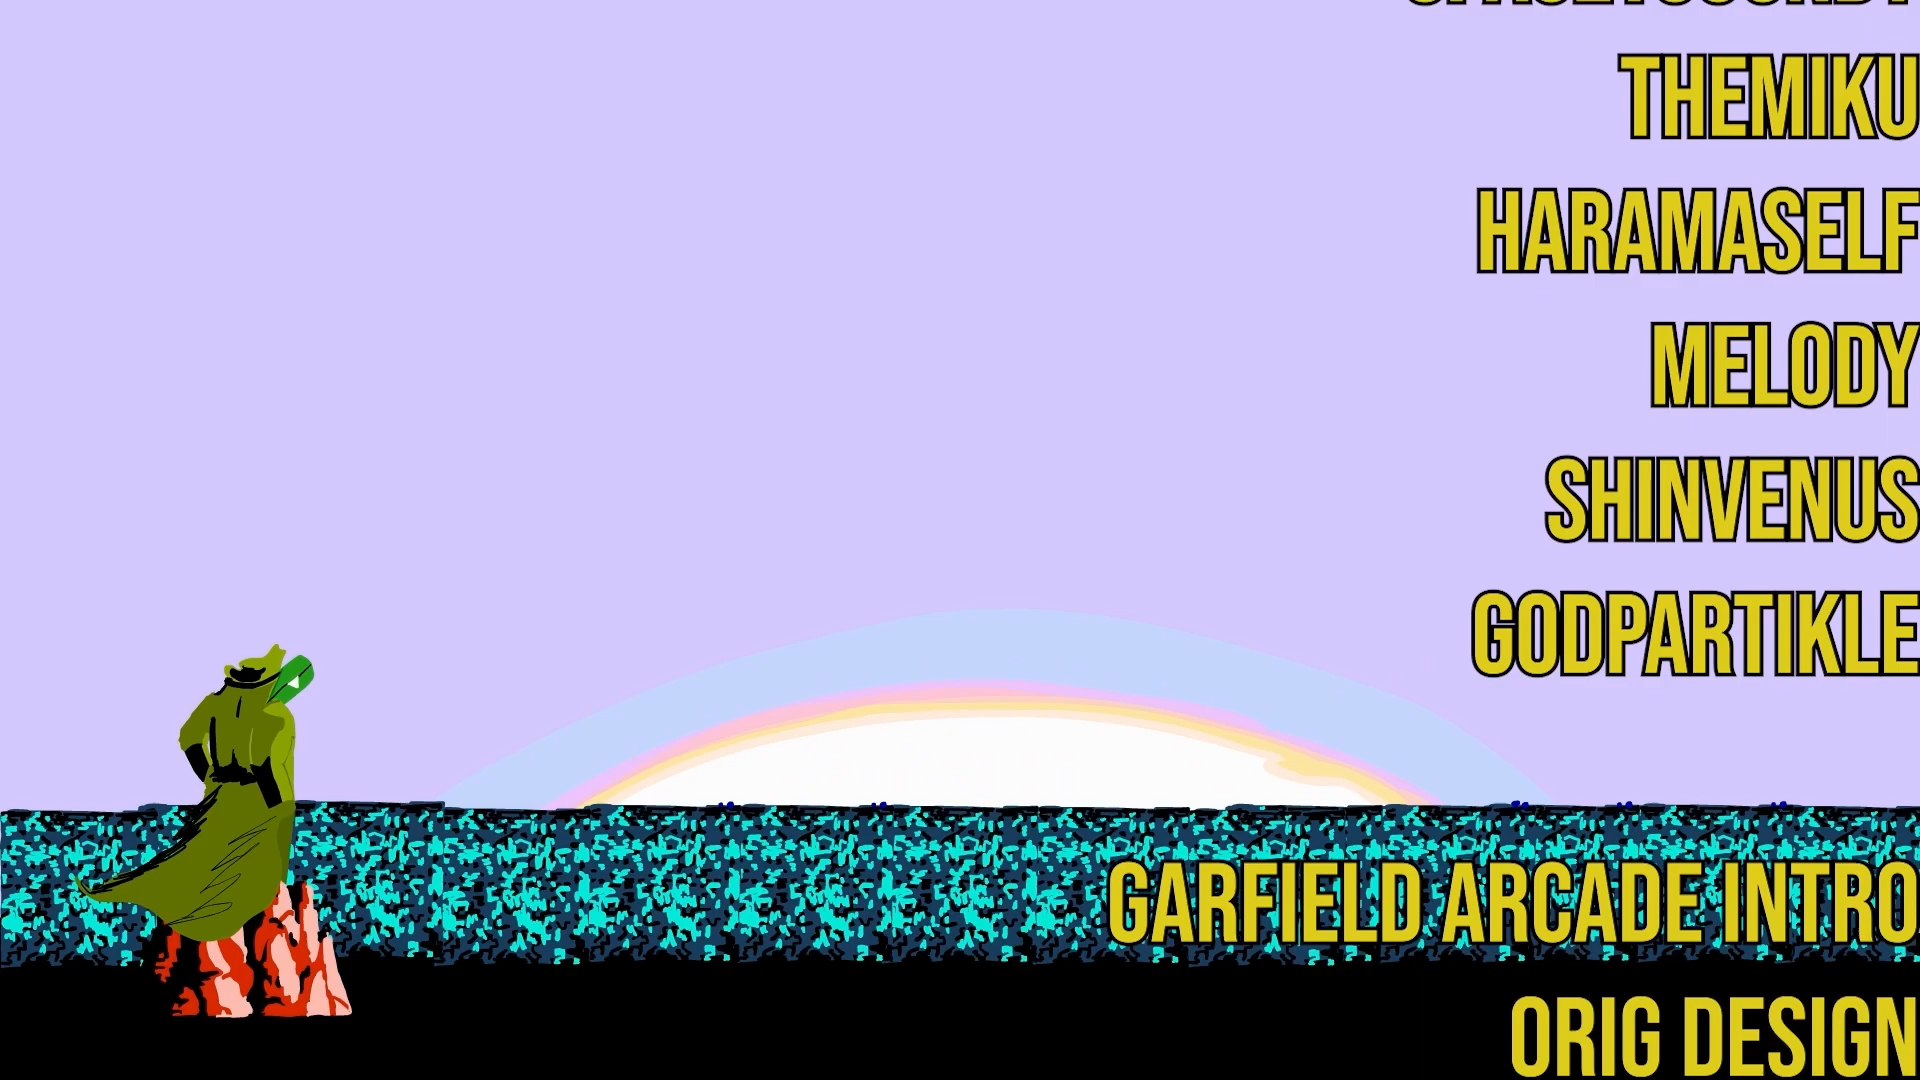 THEMIKU
HARAMASELF
MELODY
SHINVENUS
GODPARTIKLE
GARFIELD ARCADE INTRO
ORIG DESIGN